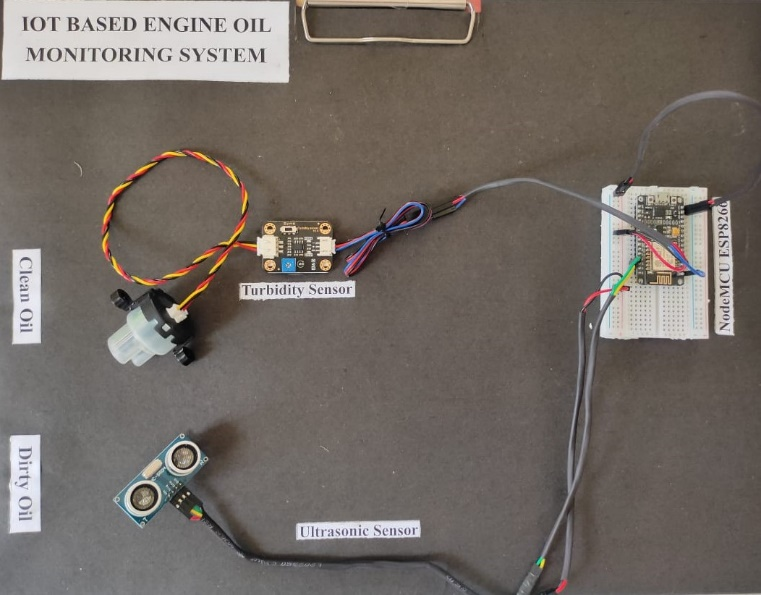 IOT BASED ENGINE OIL
MONITORING SYSTEM
Clean Oil
Turbidity Sensor
NodeMCU ESP8266
Dirty Oil
Ultrasonic Sensor